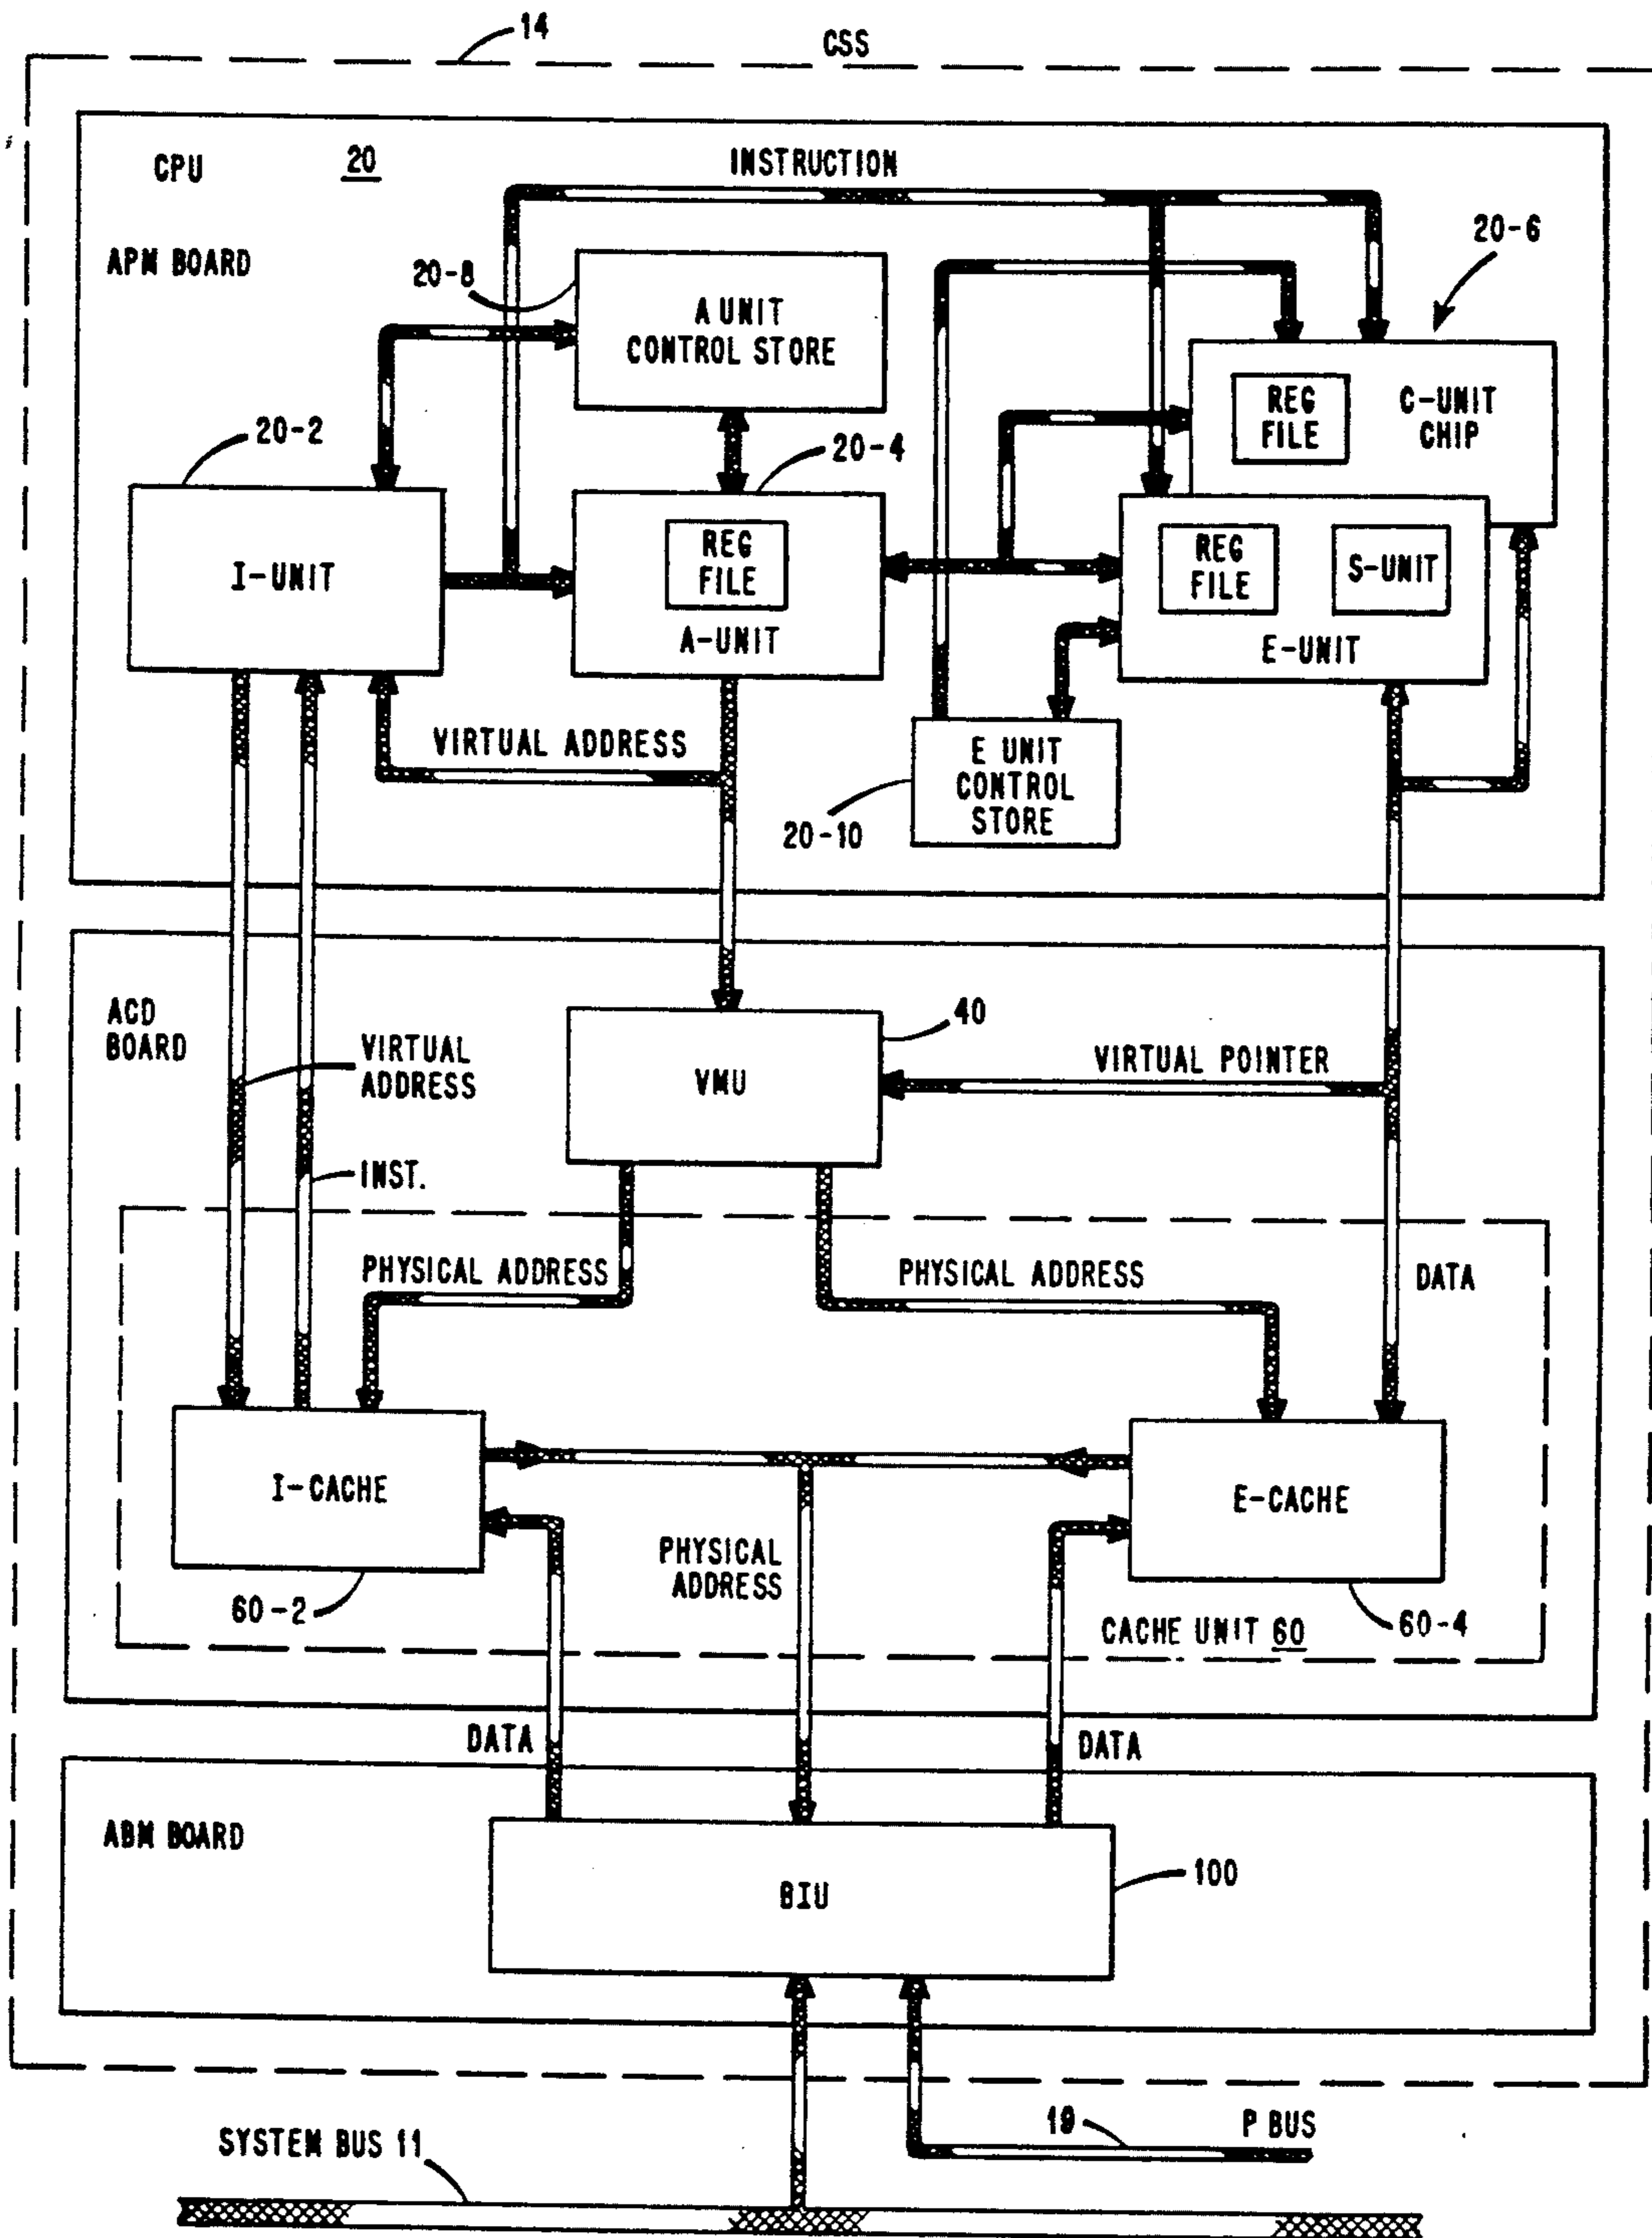 14
CSS
CPU 20
INSTRUCTION
APM BOARD
20-8
20-6
A UNIT
CONTROL STORE
REG
FILE
C-UNIT
CHIP
20-2
20-4
I-UNIT
REG
FILE
A-UNIT
REG
FILE
S-UNIT
E-UNIT
VIRTUAL ADDRESS
E UNIT
CONTROL
STORE
20-10
ACD
BOARD
40
VIRTUAL
ADDRESS
VMU
VIRTUAL POINTER
INST.
PHYSICAL ADDRESS
PHYSICAL ADDRESS
DATA
I-CACHE
E-CACHE
PHYSICAL
ADDRESS
60-2
60-4
CACHE UNIT 60
DATA
DATA
ABM BOARD
BIU
100
19
P BUS
SYSTEM BUS 11